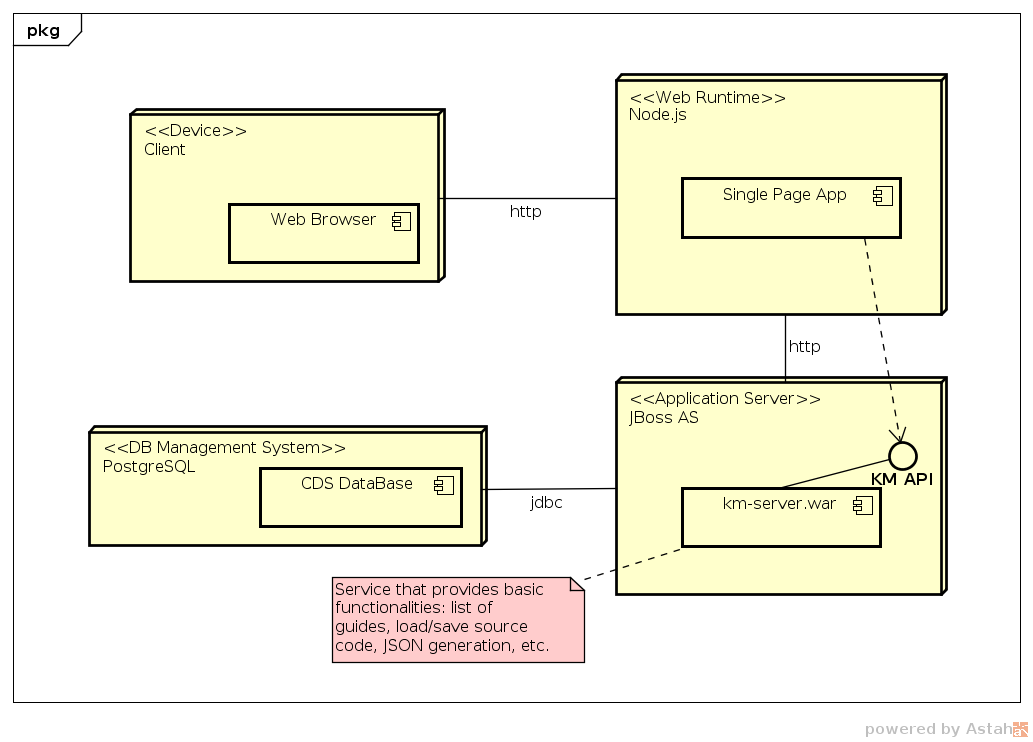 pkg
<<Device>>
Client
Web Browser
http
<<Web Runtime>>
Node.js
Single Page App
http
<<Application Server>>
JBoss AS
KM API
km-server.war
<<DB Management System>>
PostgreSQL
CDS DataBase
jdbc
Service that provides basic
functionalities: list of
guides, load/save source
code, JSON generation, etc.
powered by Astah